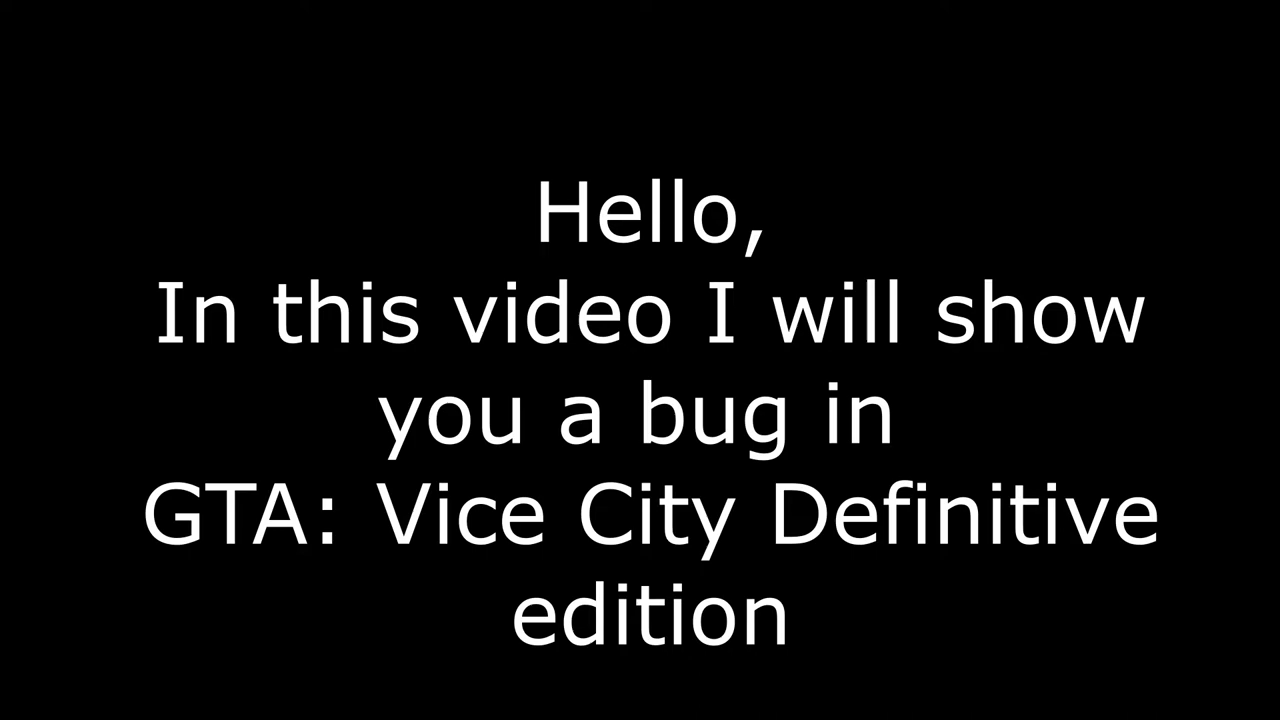 Hello,
In this video I will show
you a bug in
GTA: Vice City Definitive
edition